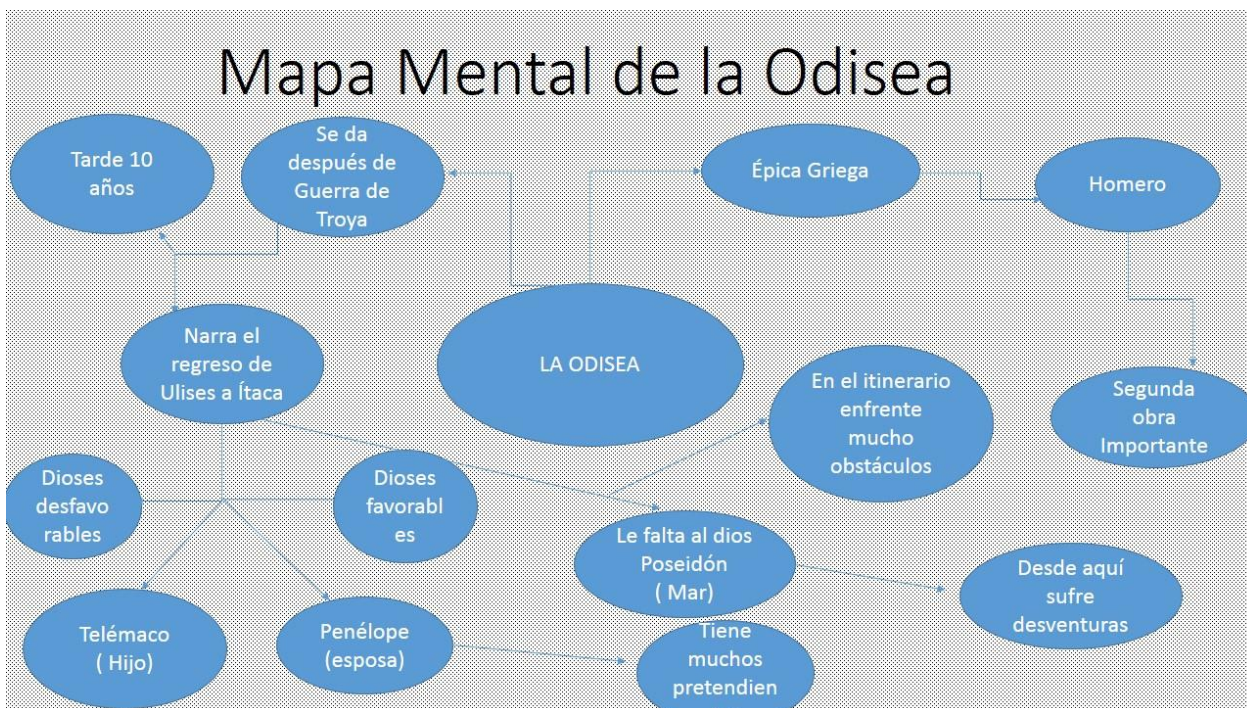 Mapa Mental de la Odisea
Tarde 10
años
Se da
después de
Guerra de
Troya
Épica Griega
Homero
Narra el
regreso de
Ulises a Ítaca
LA ODISEA
En el itinerario
enfrente
mucho
obstáculos
Segunda
obra
Importante
Dioses
desfavo
rables
Dioses
favorabl
es
Le falta al dios
Poseidón
( Mar)
Desde aquí
sufre
desventuras
Telémaco
( Hijo)
Penélope
(esposa)
Tiene
muchos
pretendien